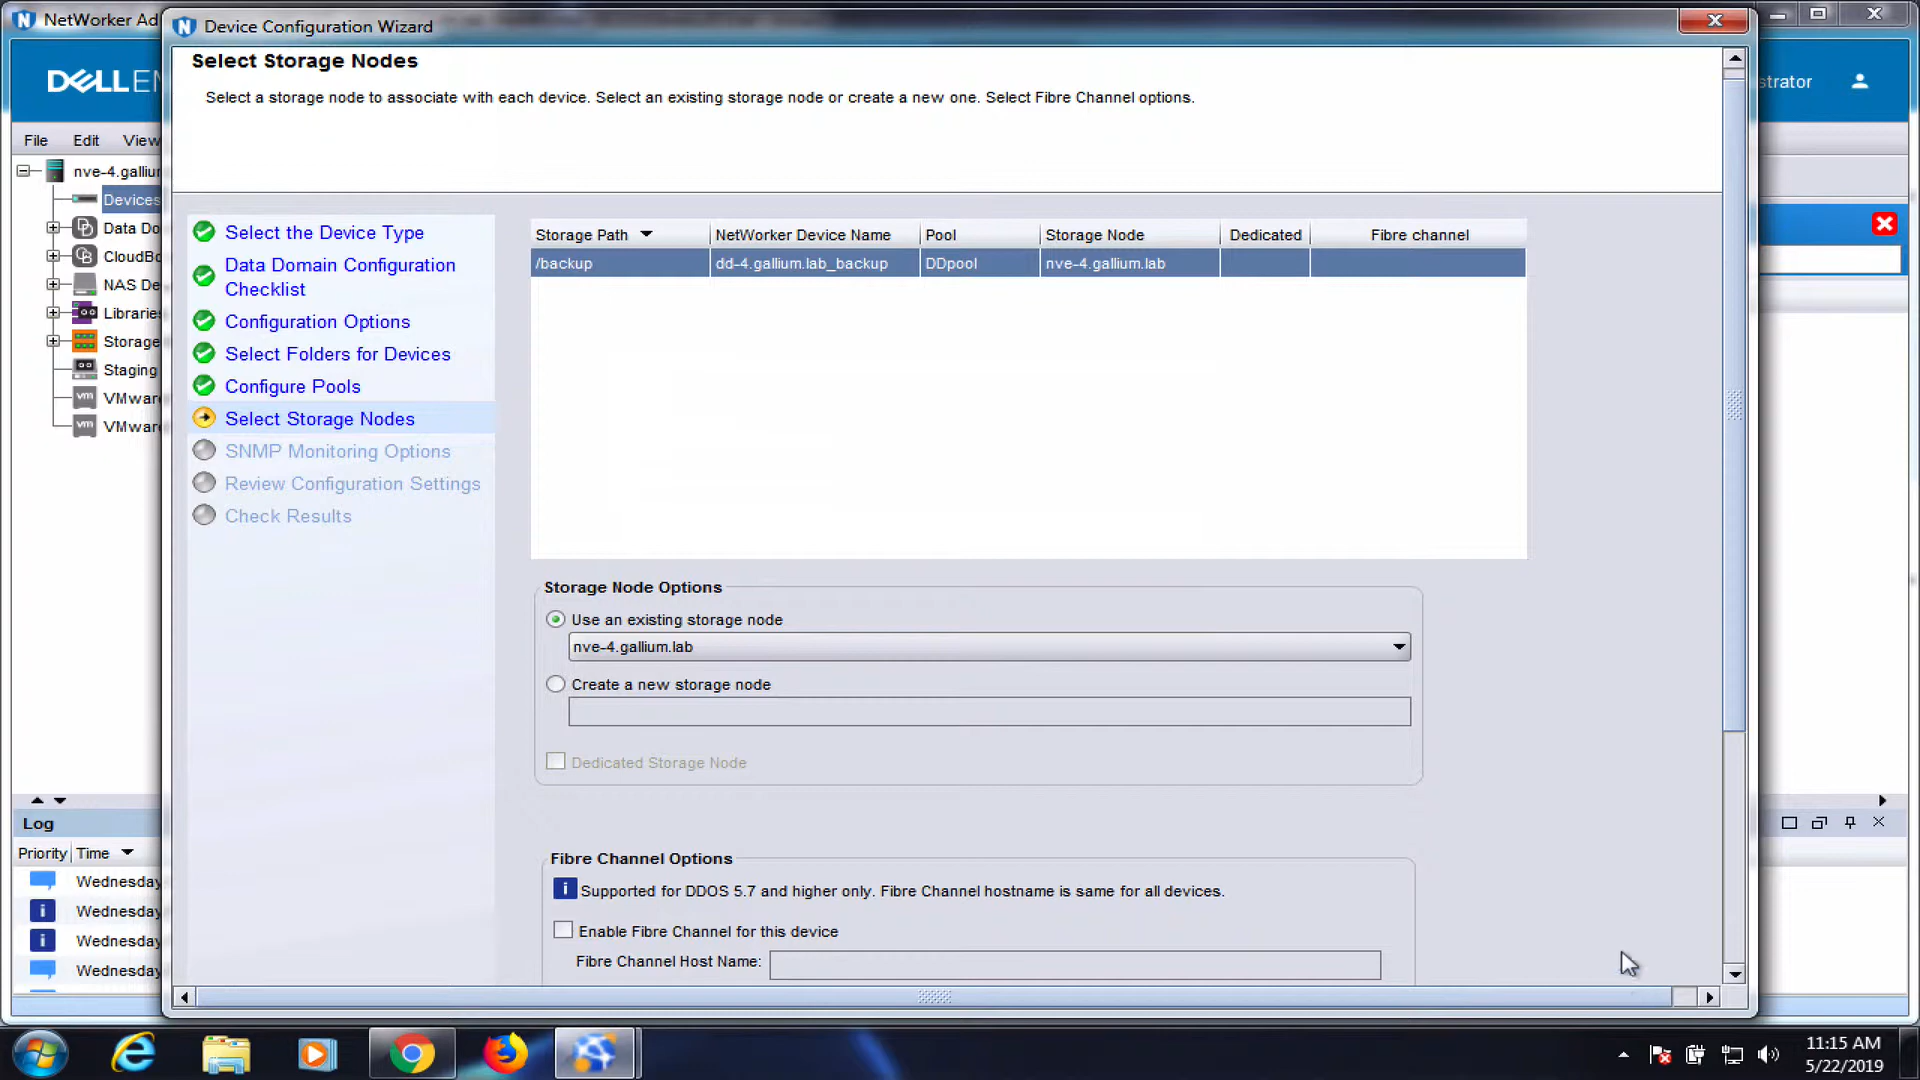 NetWorker Ad
Device Configuration Wizard
DELL EM
strator
File Edit View
Select Storage Nodes
Select a storage node to associate with each device. Select an existing storage node or create a new one. Select Fibre Channel options.
nve-4.gallium
Devices
Data Do
CloudBo
NAS De
Libraries
Storage
Staging
VMware
VMware
Select the Device Type
Data Domain Configuration
Checklist
Configuration Options
Select Folders for Devices
Configure Pools
Select Storage Nodes
SNMP Monitoring Options
Review Configuration Settings
Check Results
Storage Path NetWorker Device Name Pool Storage Node Dedicated Fibre channel
/backup dd-4.gallium.lab_backup DDpool nve-4.gallium.lab
Storage Node Options
Use an existing storage node
nve-4.gallium.lab
Create a new storage node
Dedicated Storage Node
Fibre Channel Options
Supported for DDOS 5.7 and higher only. Fibre Channel hostname is same for all devices.
Enable Fibre Channel for this device
Fibre Channel Host Name:
Log
Priority Time
Wednesday
Wednesday
Wednesday
Wednesday
11:15 AM
5/22/2019